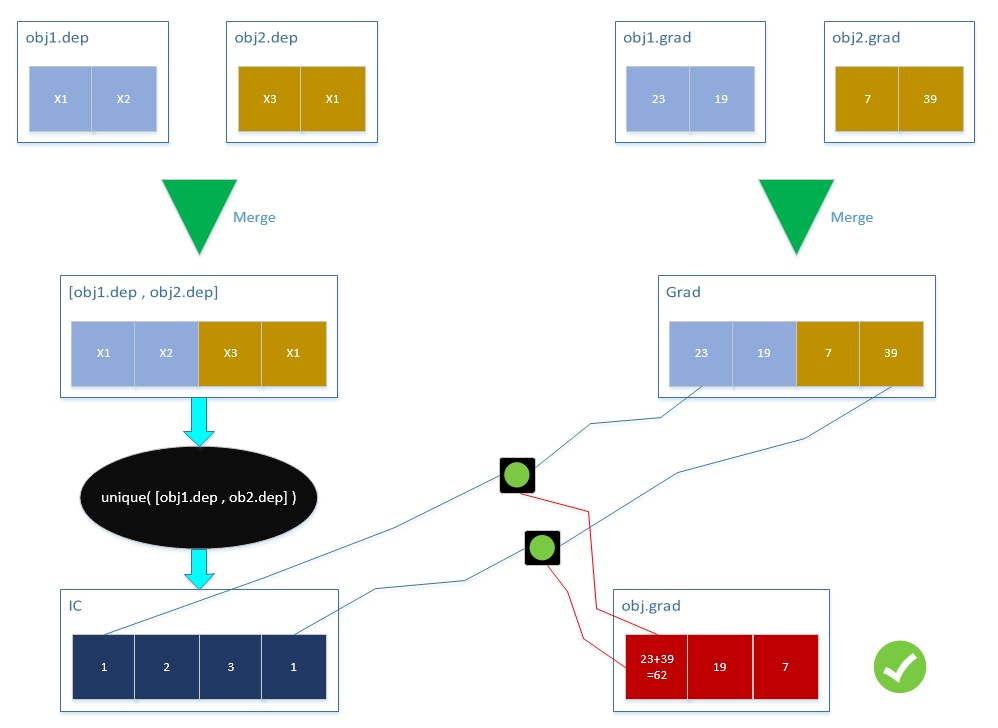 obj1.dep
X1 X2
obj2.dep
X3 X1
obj1.grad
23 19
obj2.grad
7 39
Merge
Merge
[obj1.dep , obj2.dep]
X1 X2 X3 X1
Grad
23 19 7 39
unique( [obj1.dep , ob2.dep] )
IC
1 2 3 1
obj.grad
23+39
=62
19
7